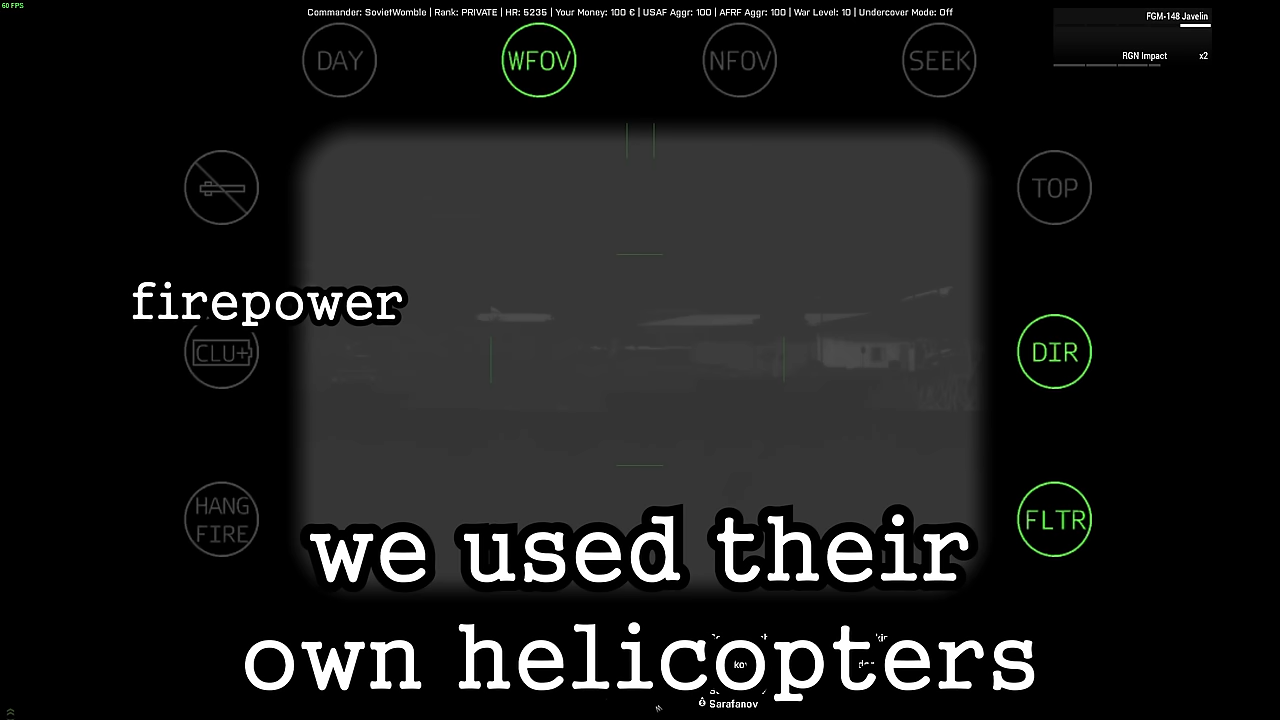 60 FPS
Commander: SovietWomble | Rank: PRIVATE | HR: 5235 | Your Money: 100 € | USAF Aggr: 100 | AFRF Aggr: 100 | War Level: 10 | Undercover Mode: Off
FGM-148 Javelin
RGN Impact x2
DAY WFOV NFOV SEEK
TOP
firepower
CLU+
DIR
HANG
FIRE
FLTR
we used their
own helicopters
Sarafanov